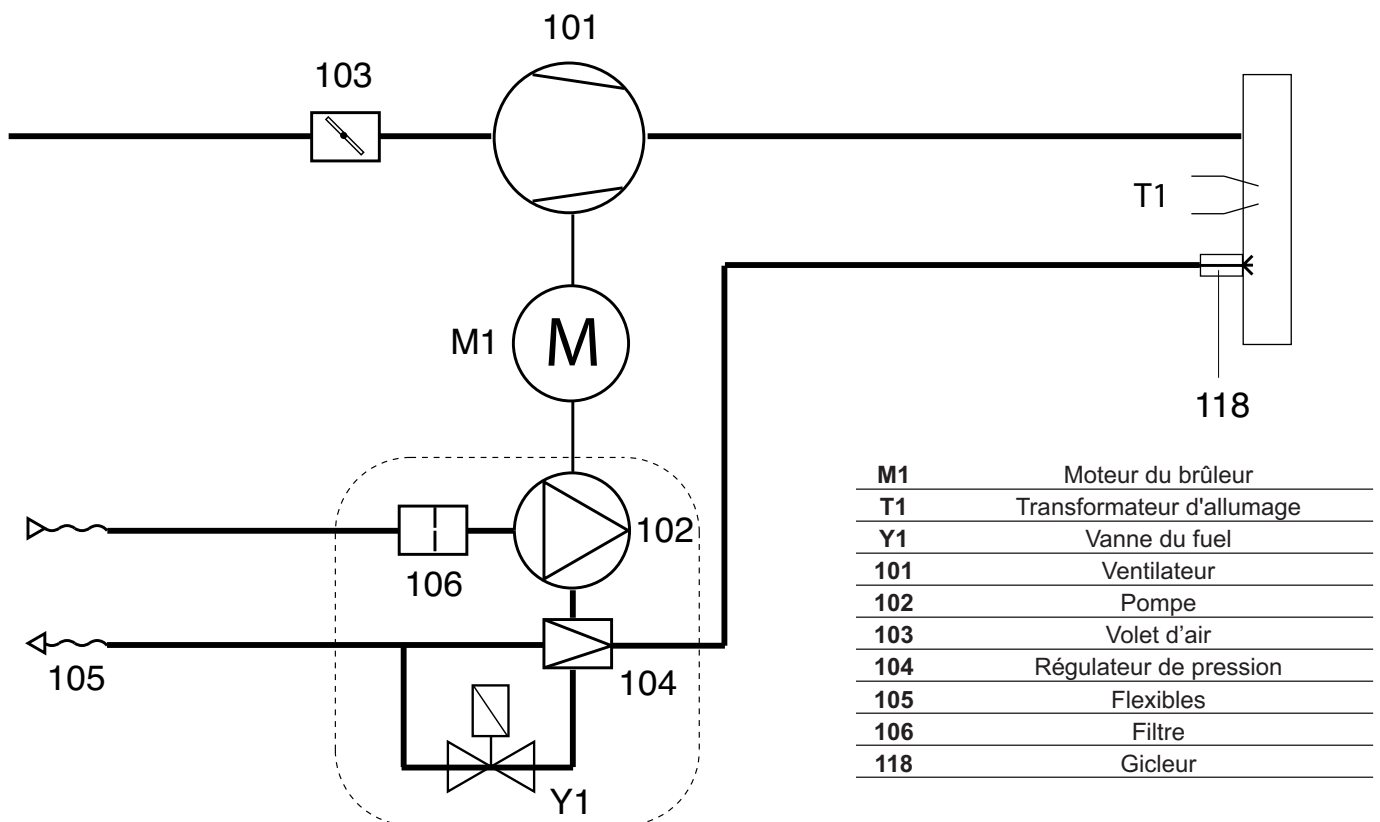 101
103
T1
M1
M
118
102
106
105
104
Y1
M1 Moteur du brûleur
T1 Transformateur d'allumage
Y1 Vanne du fuel
101 Ventilateur
102 Pompe
103 Volet d’air
104 Régulateur de pression
105 Flexibles
106 Filtre
118 Gicleur